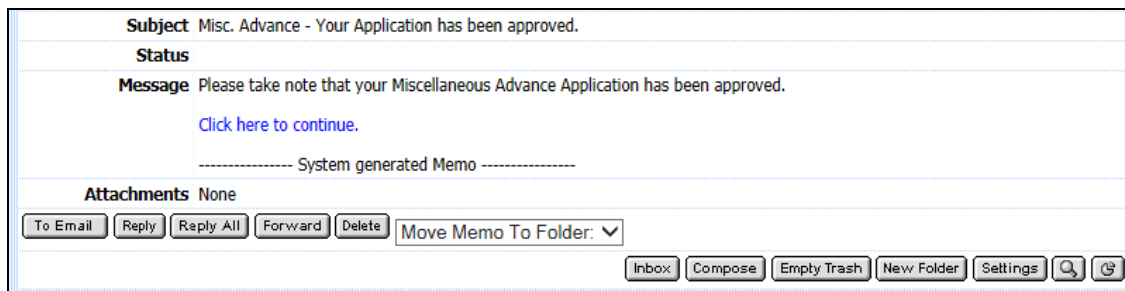 Subject Misc. Advance - Your Application has been approved.
Status
Message Please take note that your Miscellaneous Advance Application has been approved.
Click here to continue.
---------------- System generated Memo ----------------
Attachments None
To Email Reply Reply All Forward Delete Move Memo To Folder:
Inbox Compose Empty Trash New Folder Settings